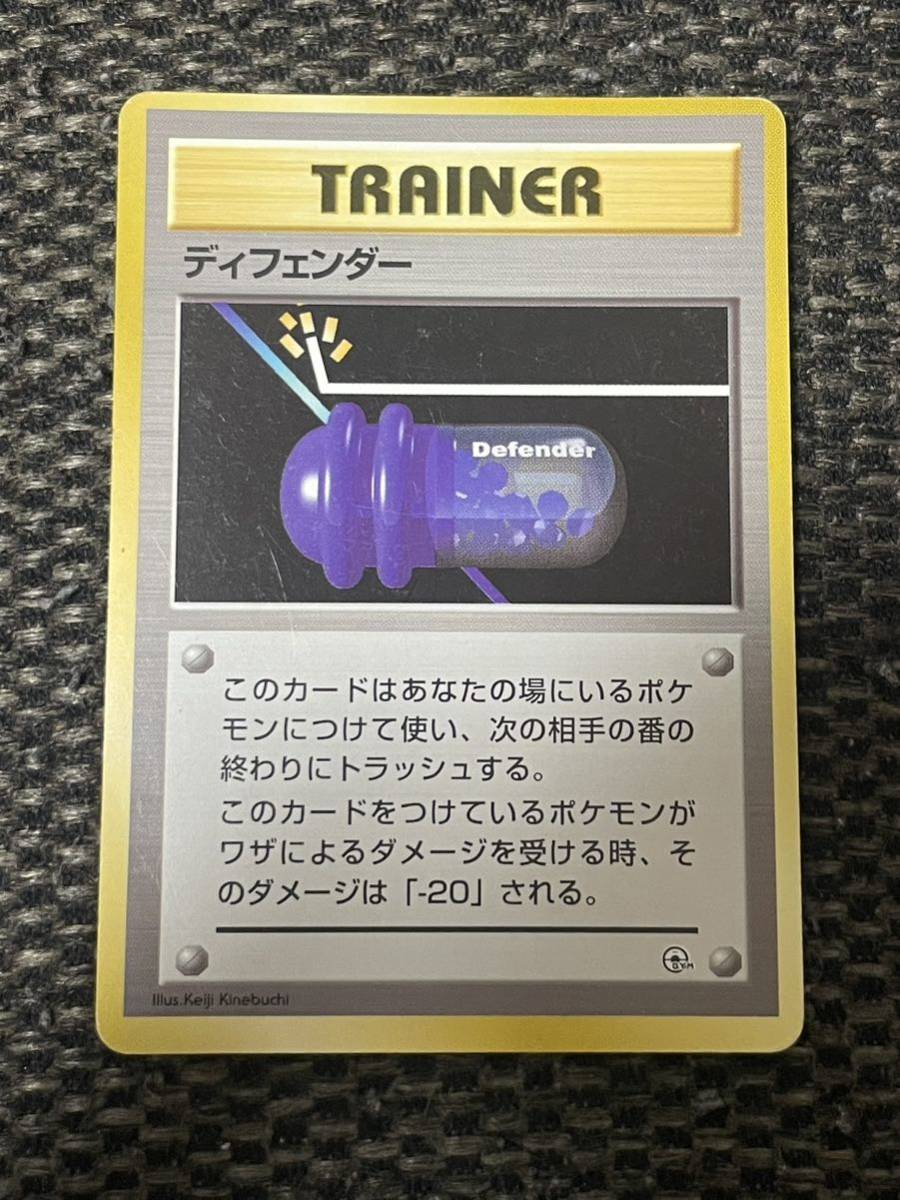 TRAINER
ディフェンダー
Defender
このカードはあなたの場にいるポケ
モンにつけて使い、次の相手の番の
終わりにトラッシュする。
このカードをつけているポケモンが
ワザによるダメージを受ける時、そ
のダメージは「-20」される。
GYM
Illus.Keiji Kinebuchi